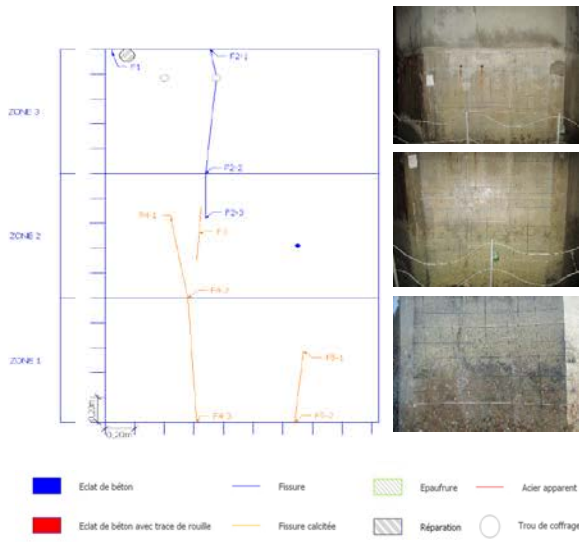 F2-1
F1
ZONE 3
F2-2
F4-1
F2-3
F3
ZONE 2
F4-2
F5-1
ZONE 1
0,20m
F4-3
F5-2
0,20m
Eclat de béton
Fissure
Epaufrure
Acier apparent
Eclat de béton avec trace de rouille
Fissure calcitée
Réparation
Trou de coffrage